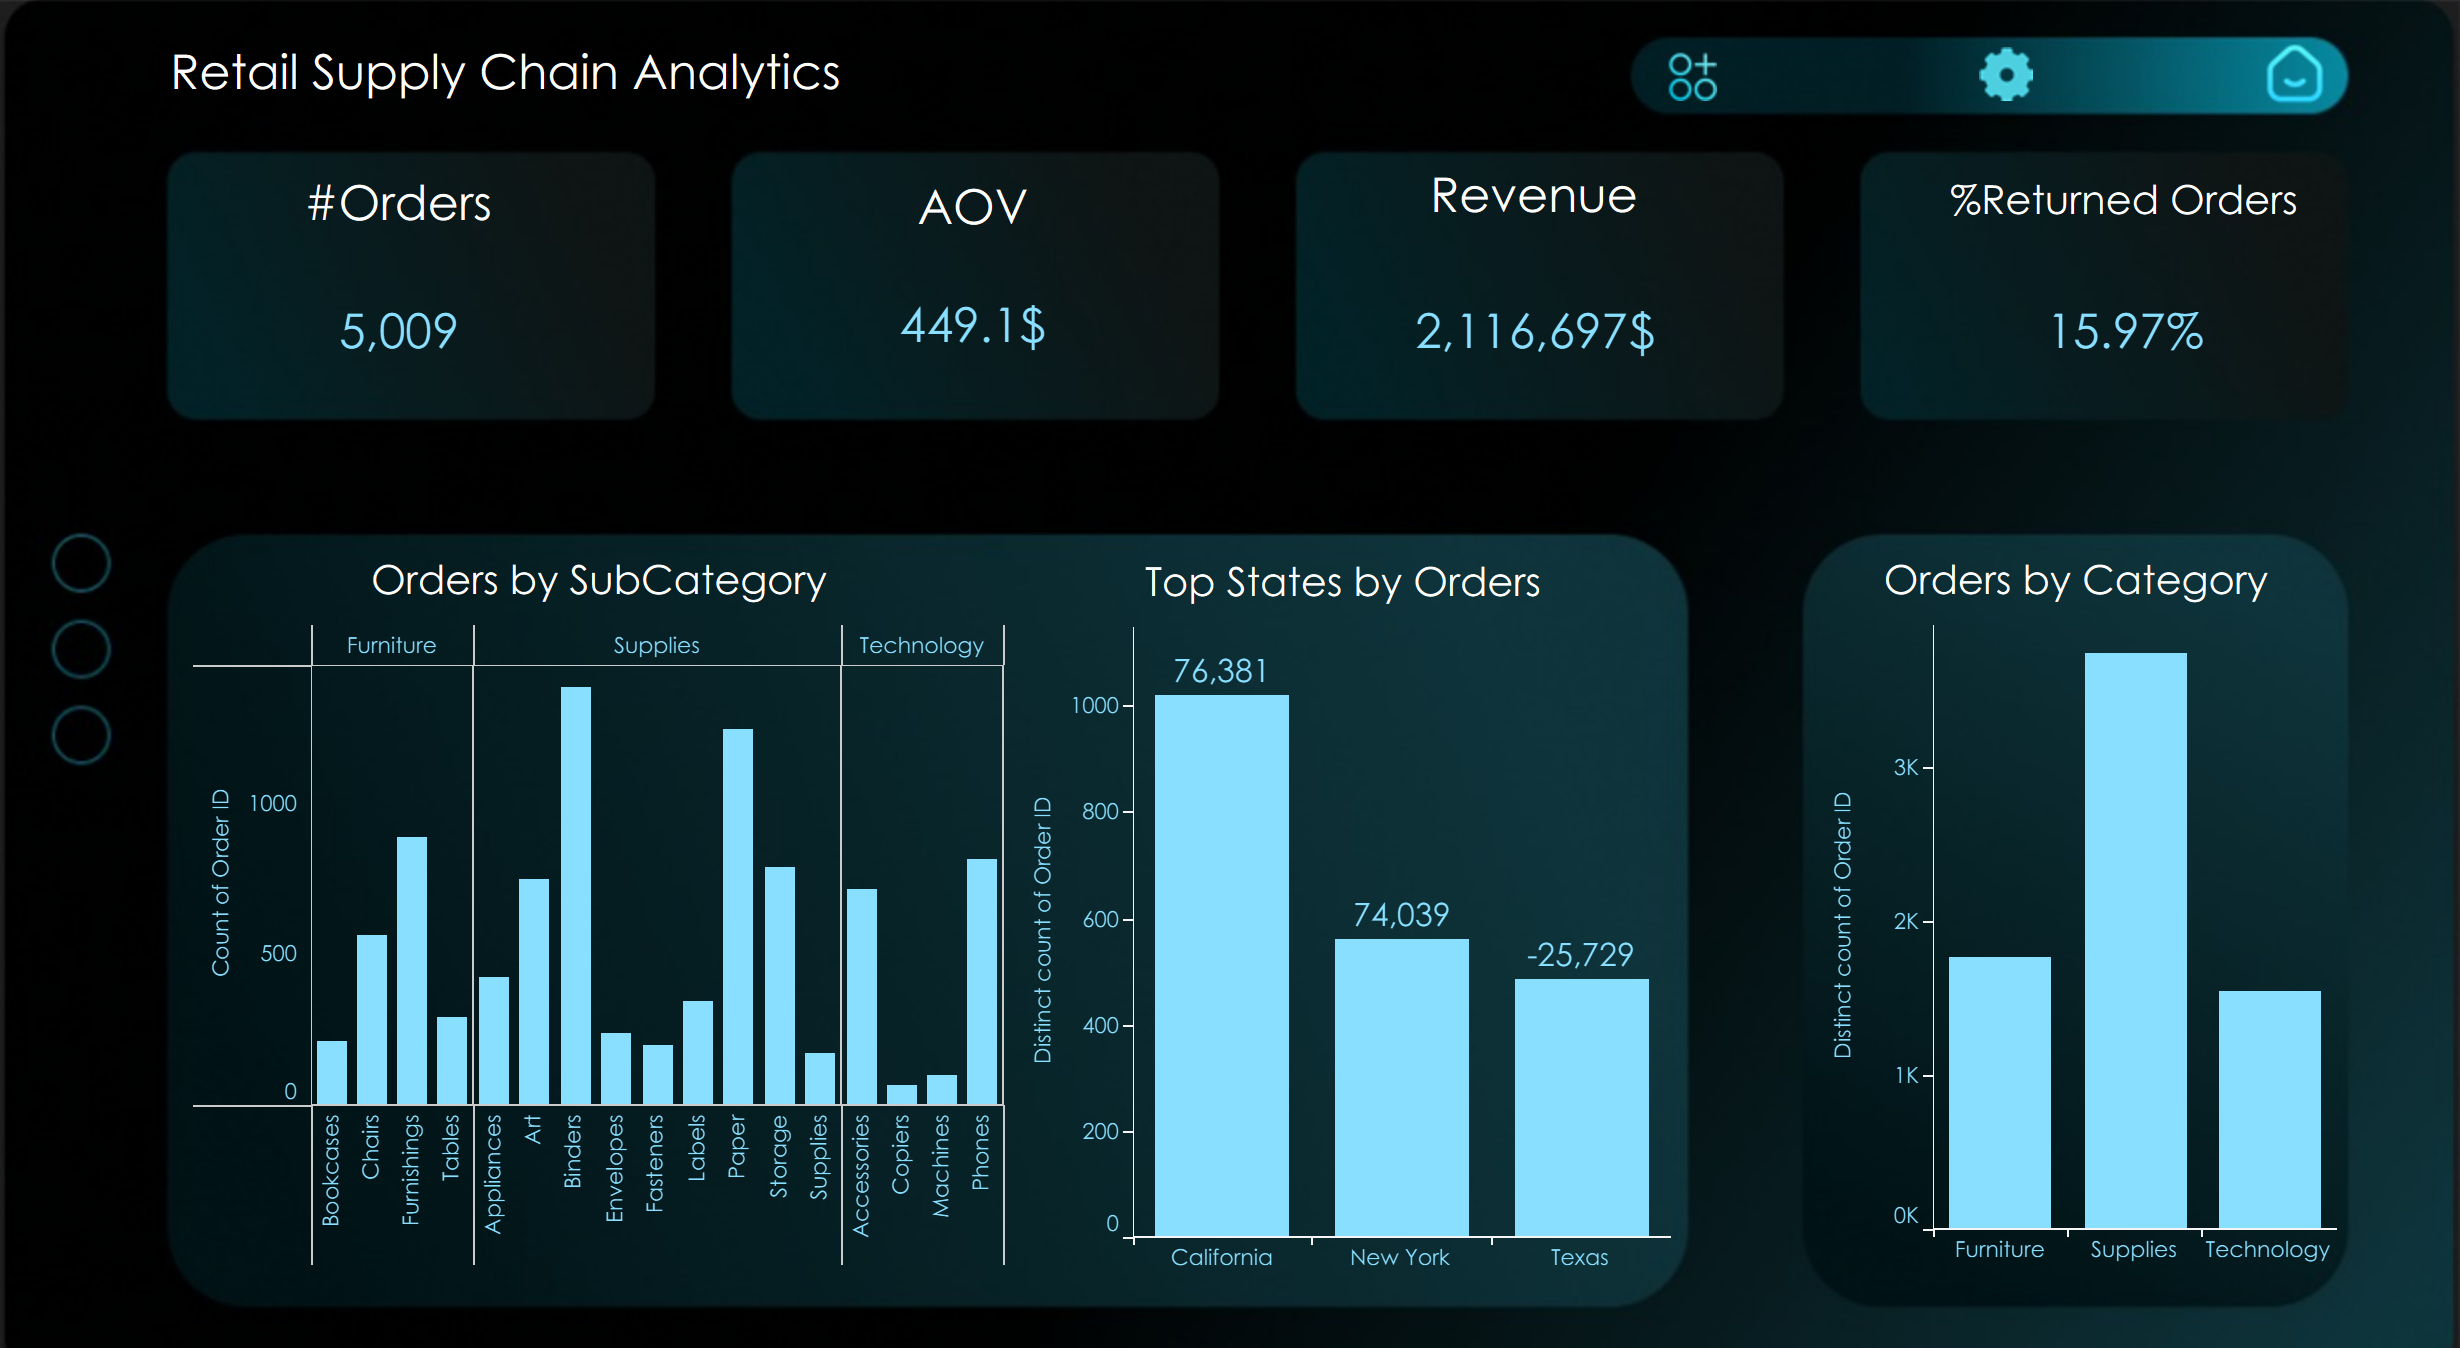 Retail Supply Chain Analytics
#Orders
5,009
AOV
449.1$
Revenue
2,116,697$
%Returned Orders
15.97%
Orders by SubCategory
Furniture
Supplies
Technology
Count of Order ID
1000
500
0
Bookcases
Chairs
Furnishings
Tables
Appliances
Art
Binders
Envelopes
Fasteners
Labels
Paper
Storage
Supplies
Accessories
Copiers
Machines
Phones
Top States by Orders
Distinct count of Order ID
1000
800
600
400
200
0
76,381
74,039
-25,729
California
New York
Texas
Orders by Category
Distinct count of Order ID
3K
2K
1K
0K
Furniture
Supplies
Technology